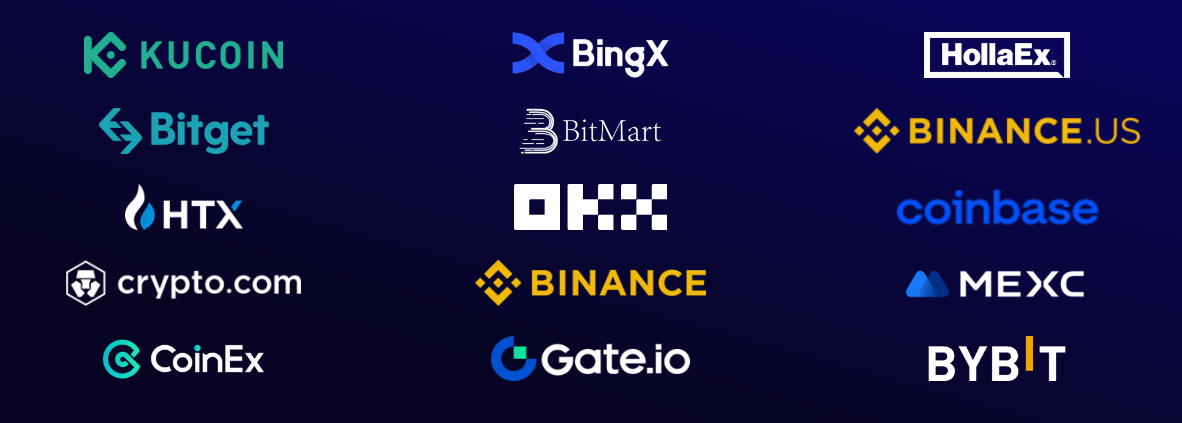 KUCOIN
BingX
HollaEx®
Bitget
BitMart
BINANCE.US
HTX
OKX
coinbase
crypto.com
BINANCE
MEXC
CoinEx
Gate.io
BYBIT